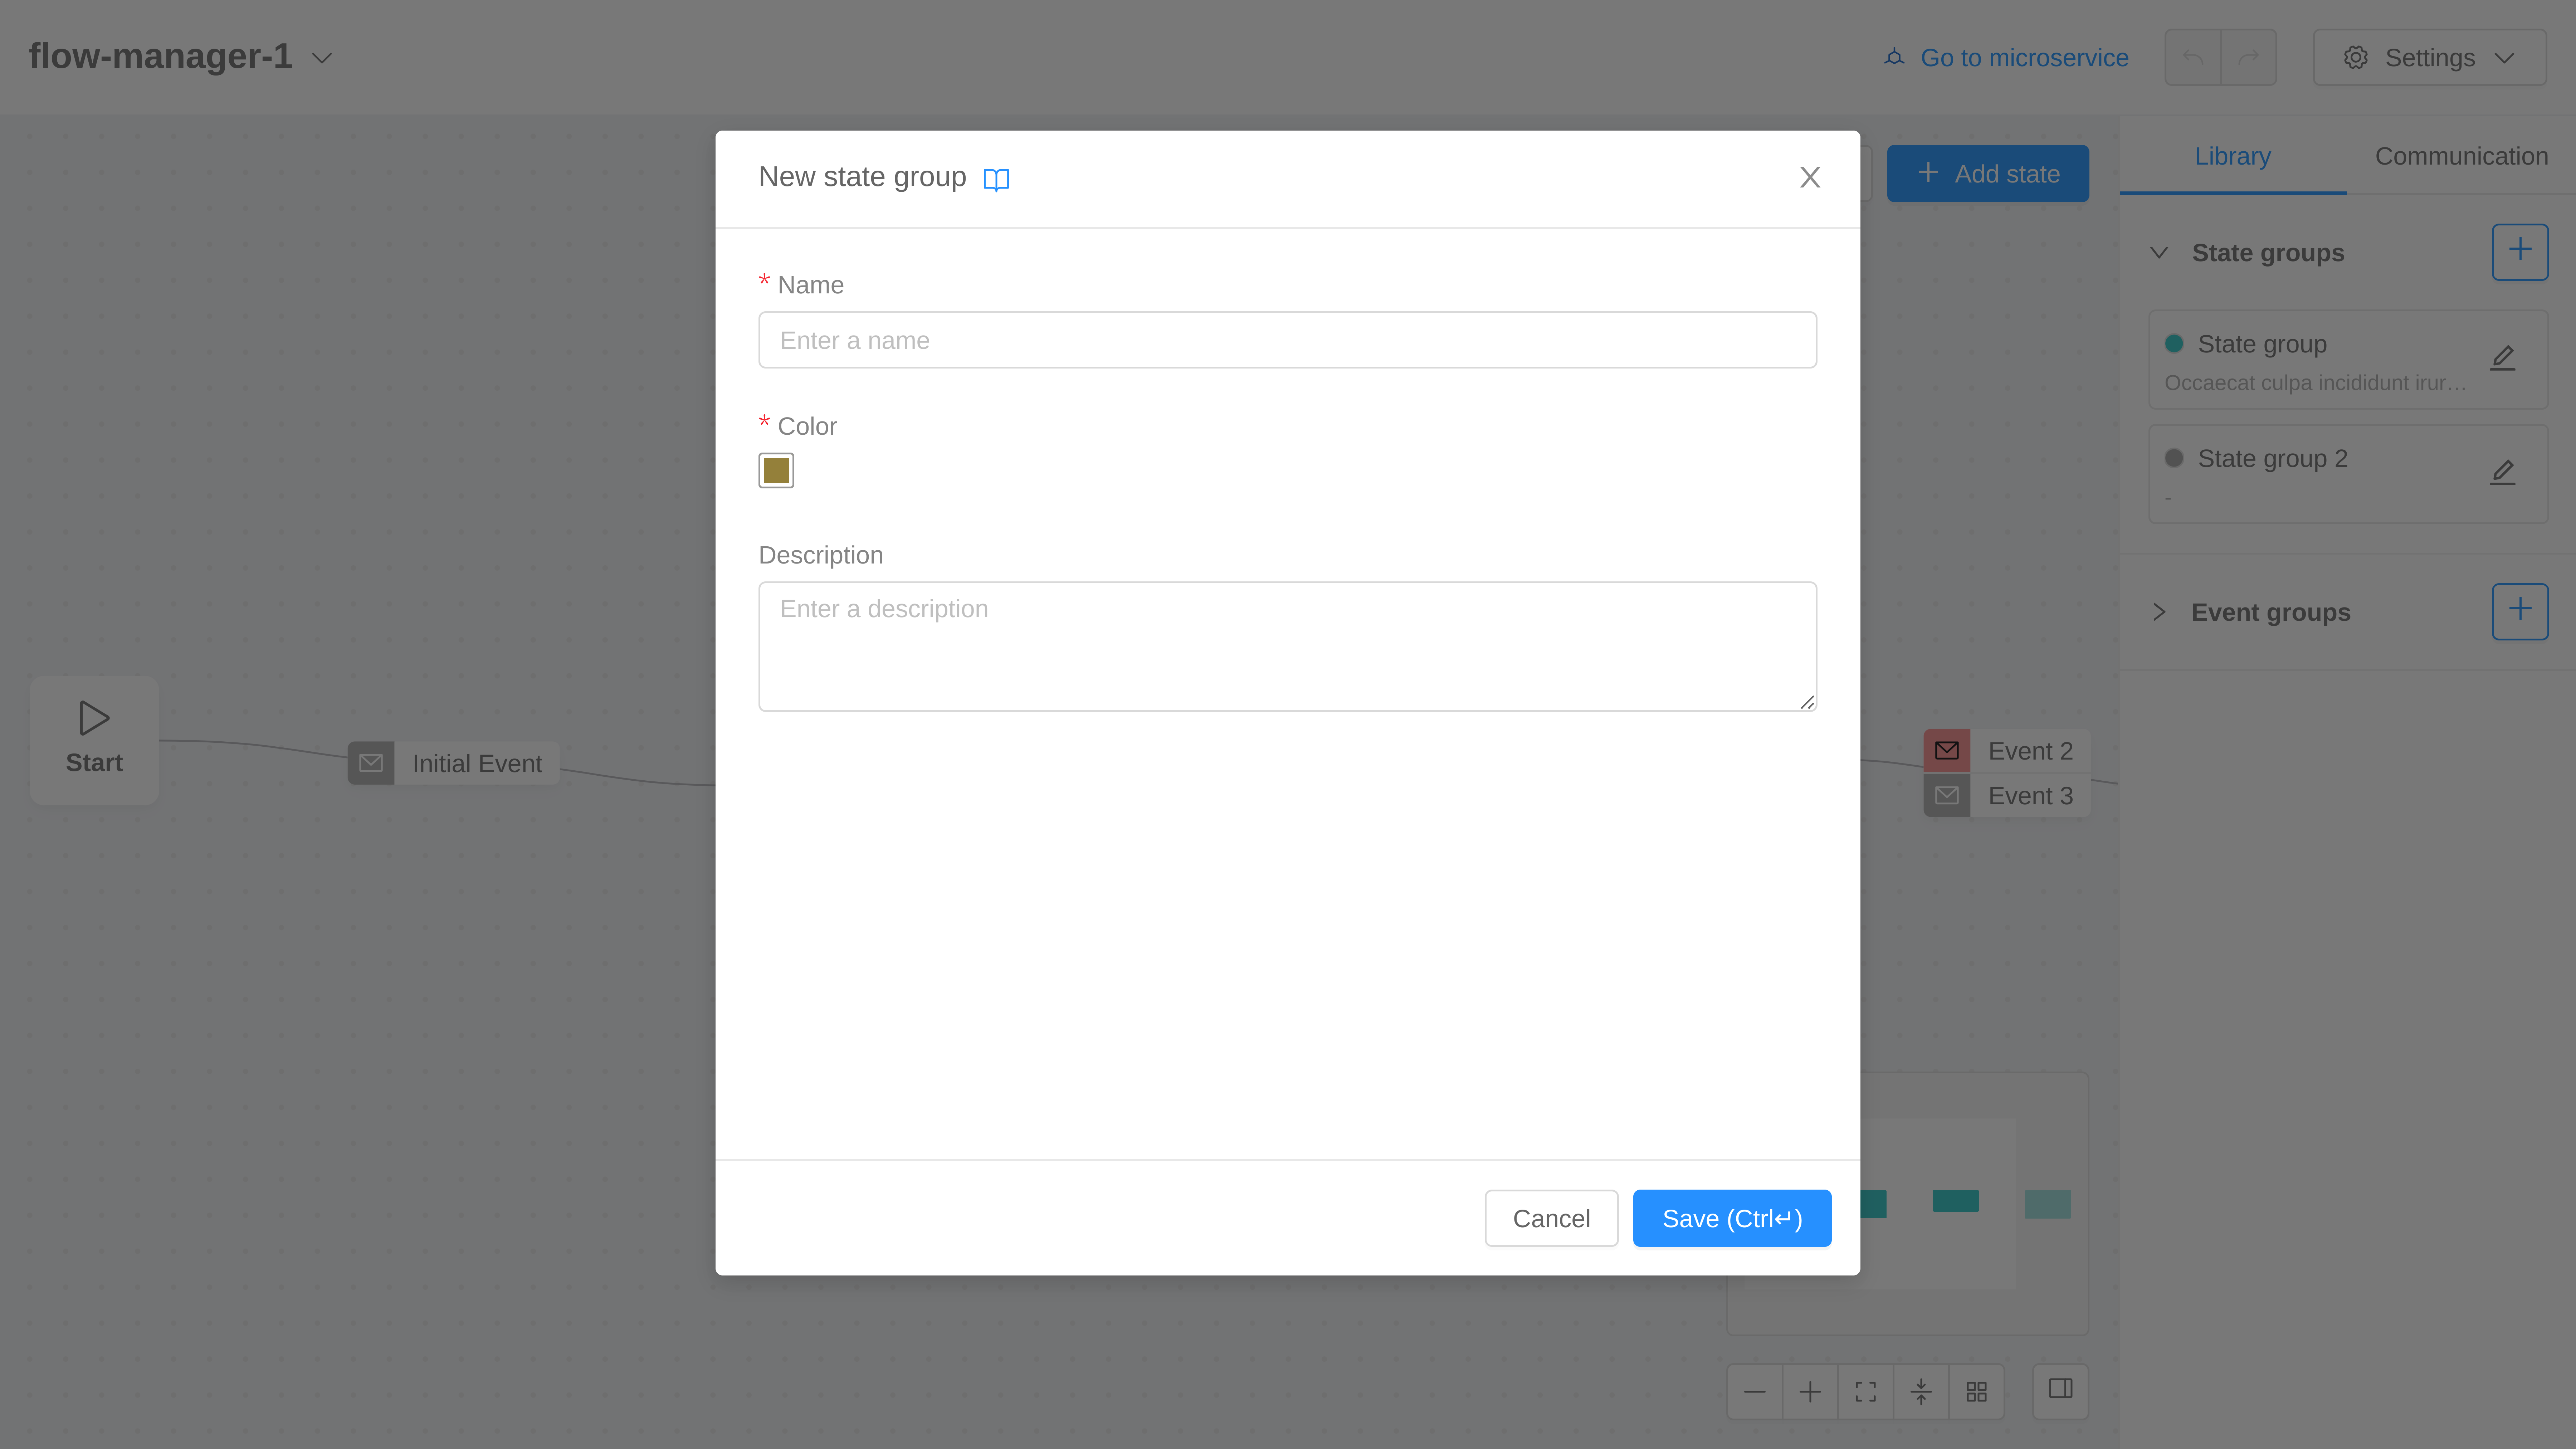 flow-manager-1
Go to microservice
Settings
New state group
Add state
Library
Communication
* Name
Enter a name
* Color
Description
Enter a description
State groups
State group
Occaecat culpa incididunt irur…
State group 2
-
Event groups
Start
Initial Event
Event 2
Event 3
Cancel
Save (Ctrl↵)